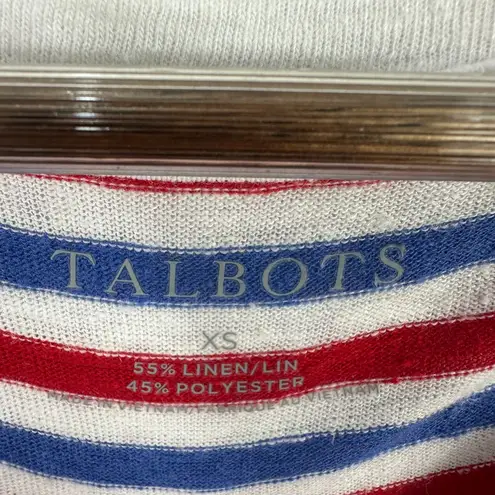 TALBOTS
XS
55% LINEN/LIN
45% POLYESTER